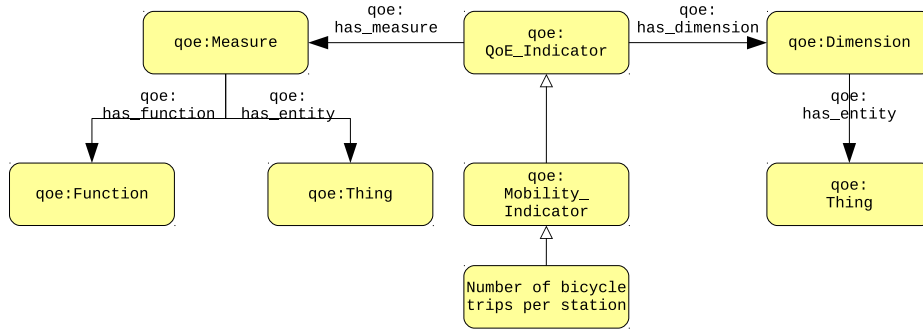 qoe:
has_measure
qoe:
has_dimension
qoe:Measure
qoe:
QoE_Indicator
qoe:Dimension
qoe:
has_function
qoe:
has_entity
qoe:
has_entity
qoe:Function
qoe:Thing
qoe:
Mobility_
Indicator
qoe:
Thing
Number of bicycle
trips per station